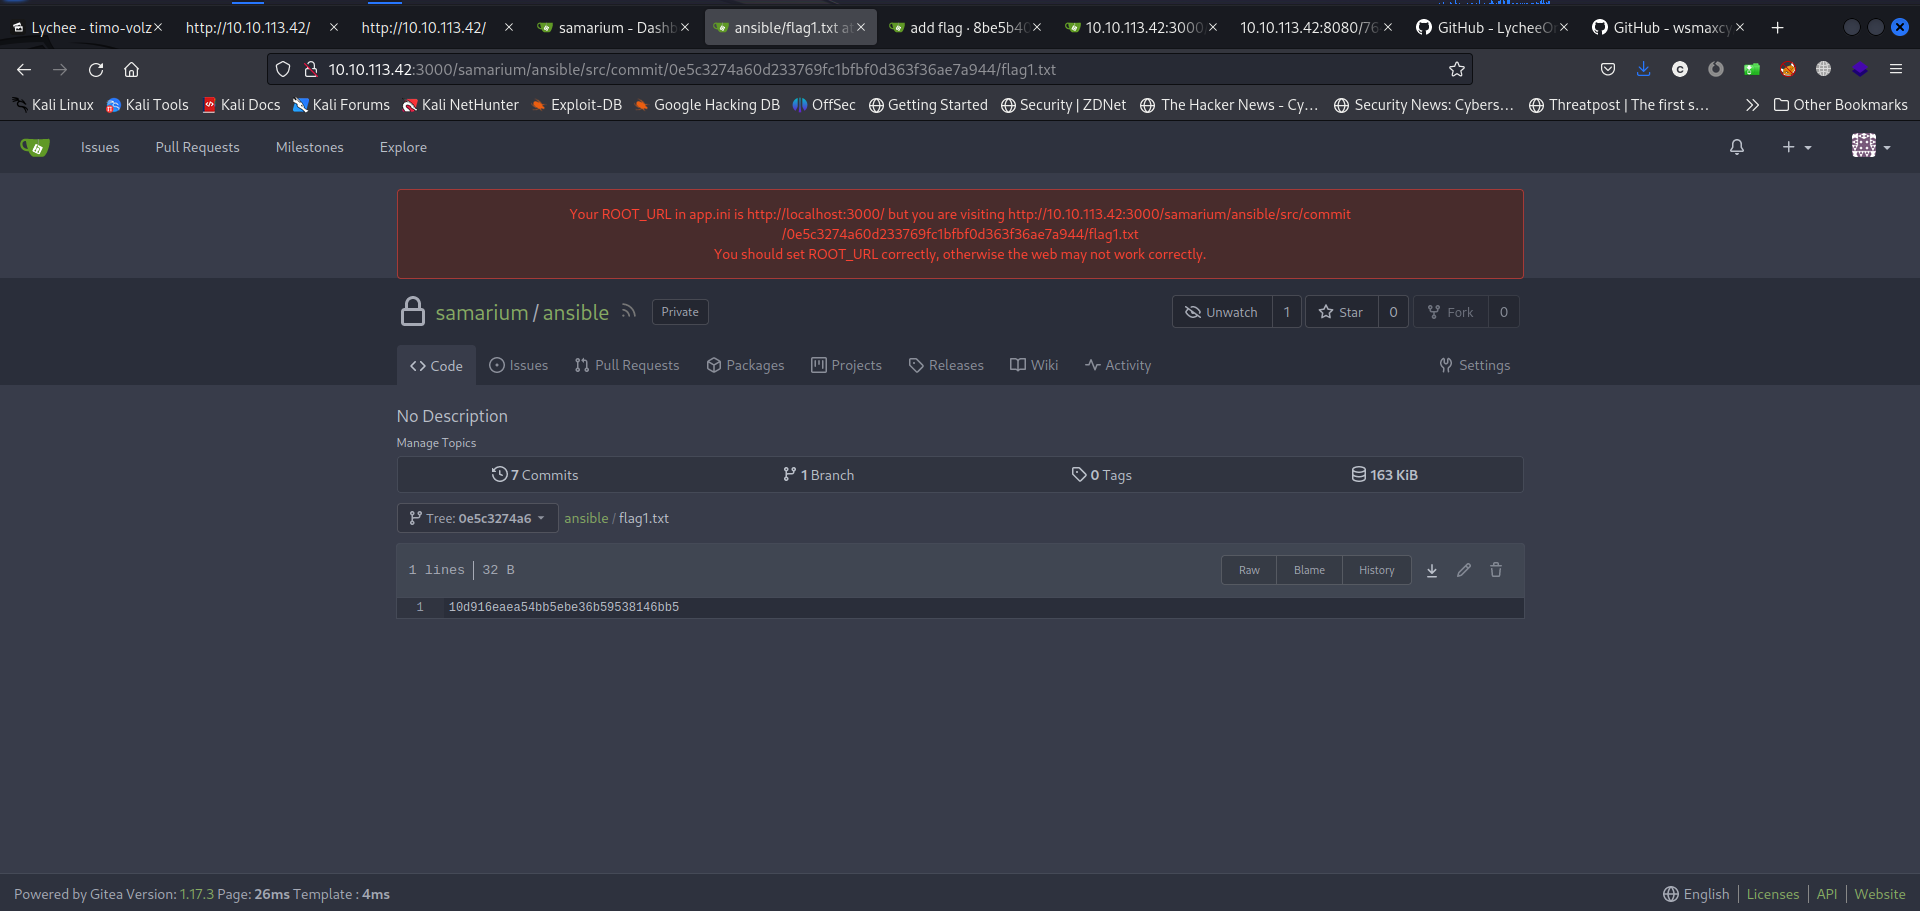 Lychee - timo-volz
http://10.10.113.42/
http://10.10.113.42/
samarium - Dashb
ansible/flag1.txt at
add flag · 8be5b40
10.10.113.42:3000
10.10.113.42:8080/76
GitHub - LycheeO
GitHub - wsmaxcy
10.10.113.42:3000/samarium/ansible/src/commit/0e5c3274a60d233769fc1bfbf0d363f36ae7a944/flag1.txt
Kali Linux
Kali Tools
Kali Docs
Kali Forums
Kali NetHunter
Exploit-DB
Google Hacking DB
OffSec
Getting Started
Security | ZDNet
The Hacker News - Cy…
Security News: Cybers…
Threatpost | The first s…
Other Bookmarks
Issues
Pull Requests
Milestones
Explore
Your ROOT_URL in app.ini is http://localhost:3000/ but you are visiting http://10.10.113.42:3000/samarium/ansible/src/commit
/0e5c3274a60d233769fc1bfbf0d363f36ae7a944/flag1.txt
You should set ROOT_URL correctly, otherwise the web may not work correctly.
samarium / ansible
Private
Unwatch 1
Star 0
Fork 0
Code
Issues
Pull Requests
Packages
Projects
Releases
Wiki
Activity
Settings
No Description
Manage Topics
7 Commits
1 Branch
0 Tags
163 KiB
Tree: 0e5c3274a6
ansible / flag1.txt
1 lines
32 B
Raw
Blame
History
1 10d916eaea54bb5ebe36b59538146bb5
Powered by Gitea Version: 1.17.3 Page: 26ms Template : 4ms
English
Licenses
API
Website